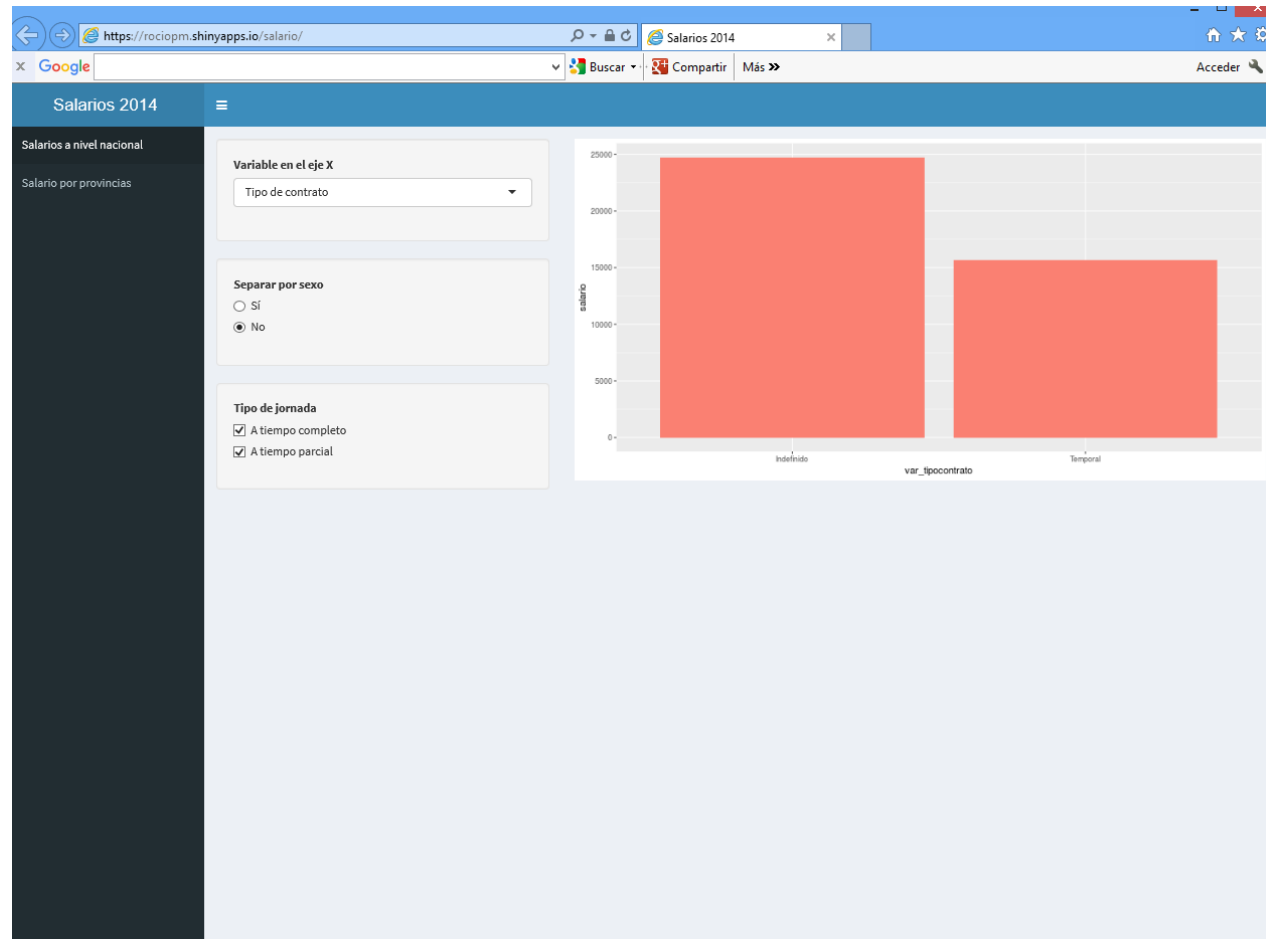 https://rociopm.shinyapps.io/salario/
Salarios 2014
Google
Buscar
Compartir
Más »
Acceder
Salarios 2014
Salarios a nivel nacional
Salario por provincias
Variable en el eje X
Tipo de contrato
Separar por sexo
Sí
No
Tipo de jornada
A tiempo completo
A tiempo parcial
25000
20000
15000
10000
5000
0
salario
Indefinido
Temporal
var_tipocontrato